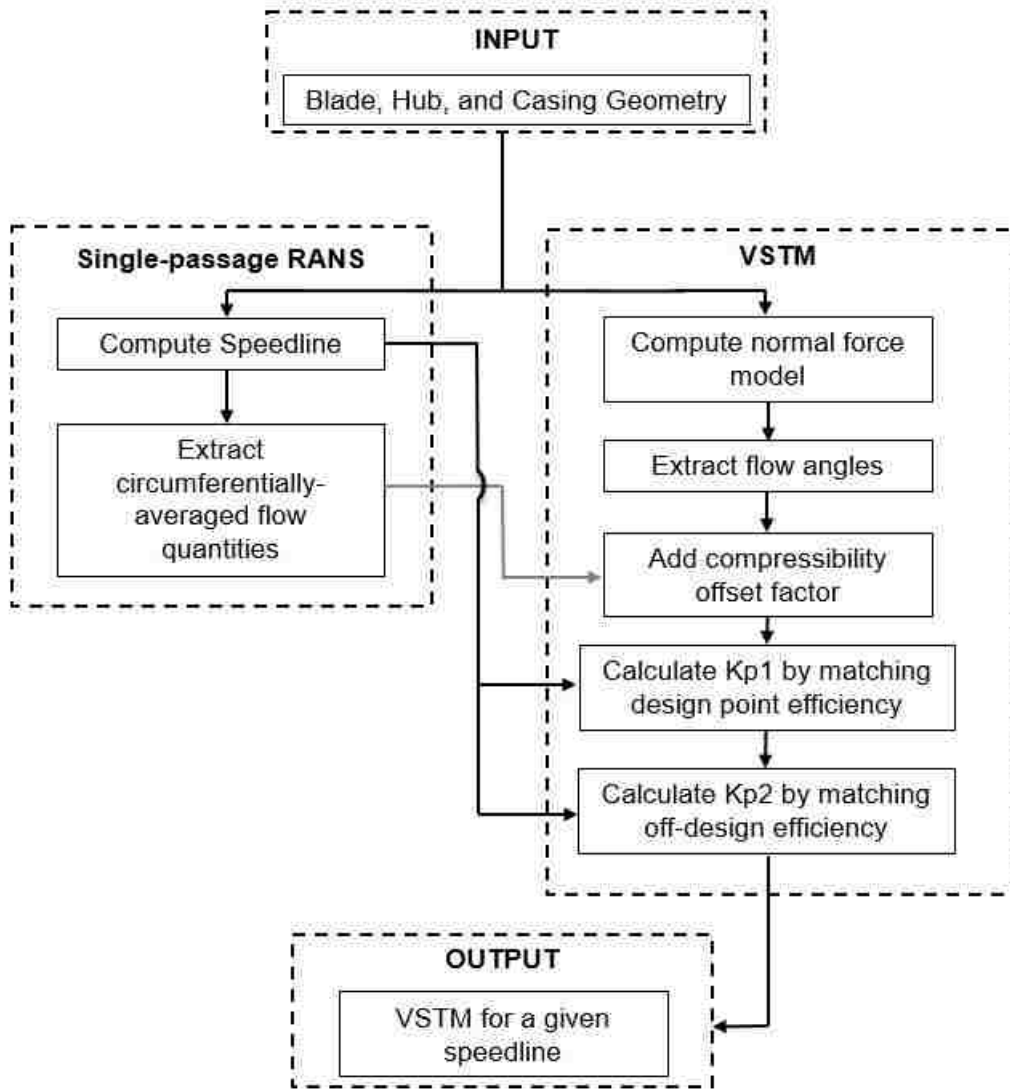 INPUT
Blade, Hub, and Casing Geometry
Single-passage RANS
Compute Speedline
Extract
circumferentially-
averaged flow
quantities
VSTM
Compute normal force
model
Extract flow angles
Add compressibility
offset factor
Calculate Kp1 by matching
design point efficiency
Calculate Kp2 by matching
off-design efficiency
OUTPUT
VSTM for a given
speedline